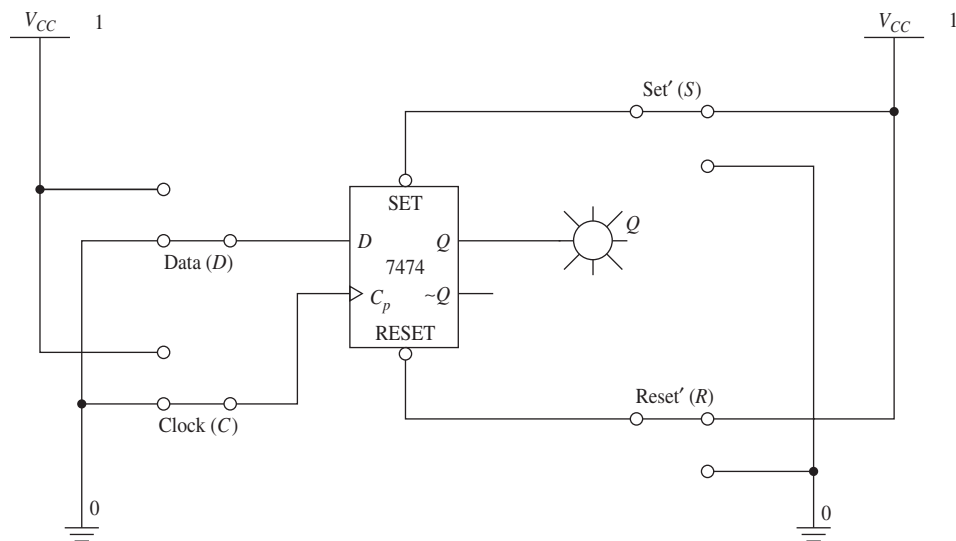 V_CC 1
V_CC 1
Set′ (S)
SET
D Q
Q
Data (D)
7474
C_p ~Q
RESET
Clock (C)
Reset′ (R)
0
0